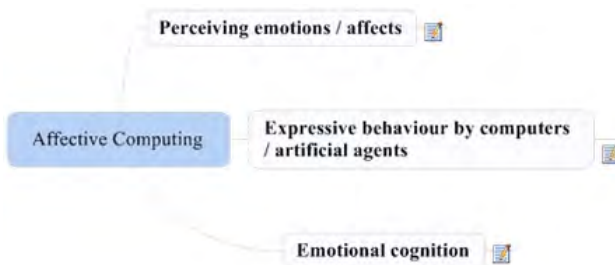 Perceiving emotions / affects
Affective Computing
Expressive behaviour by computers
/ artificial agents
Emotional cognition